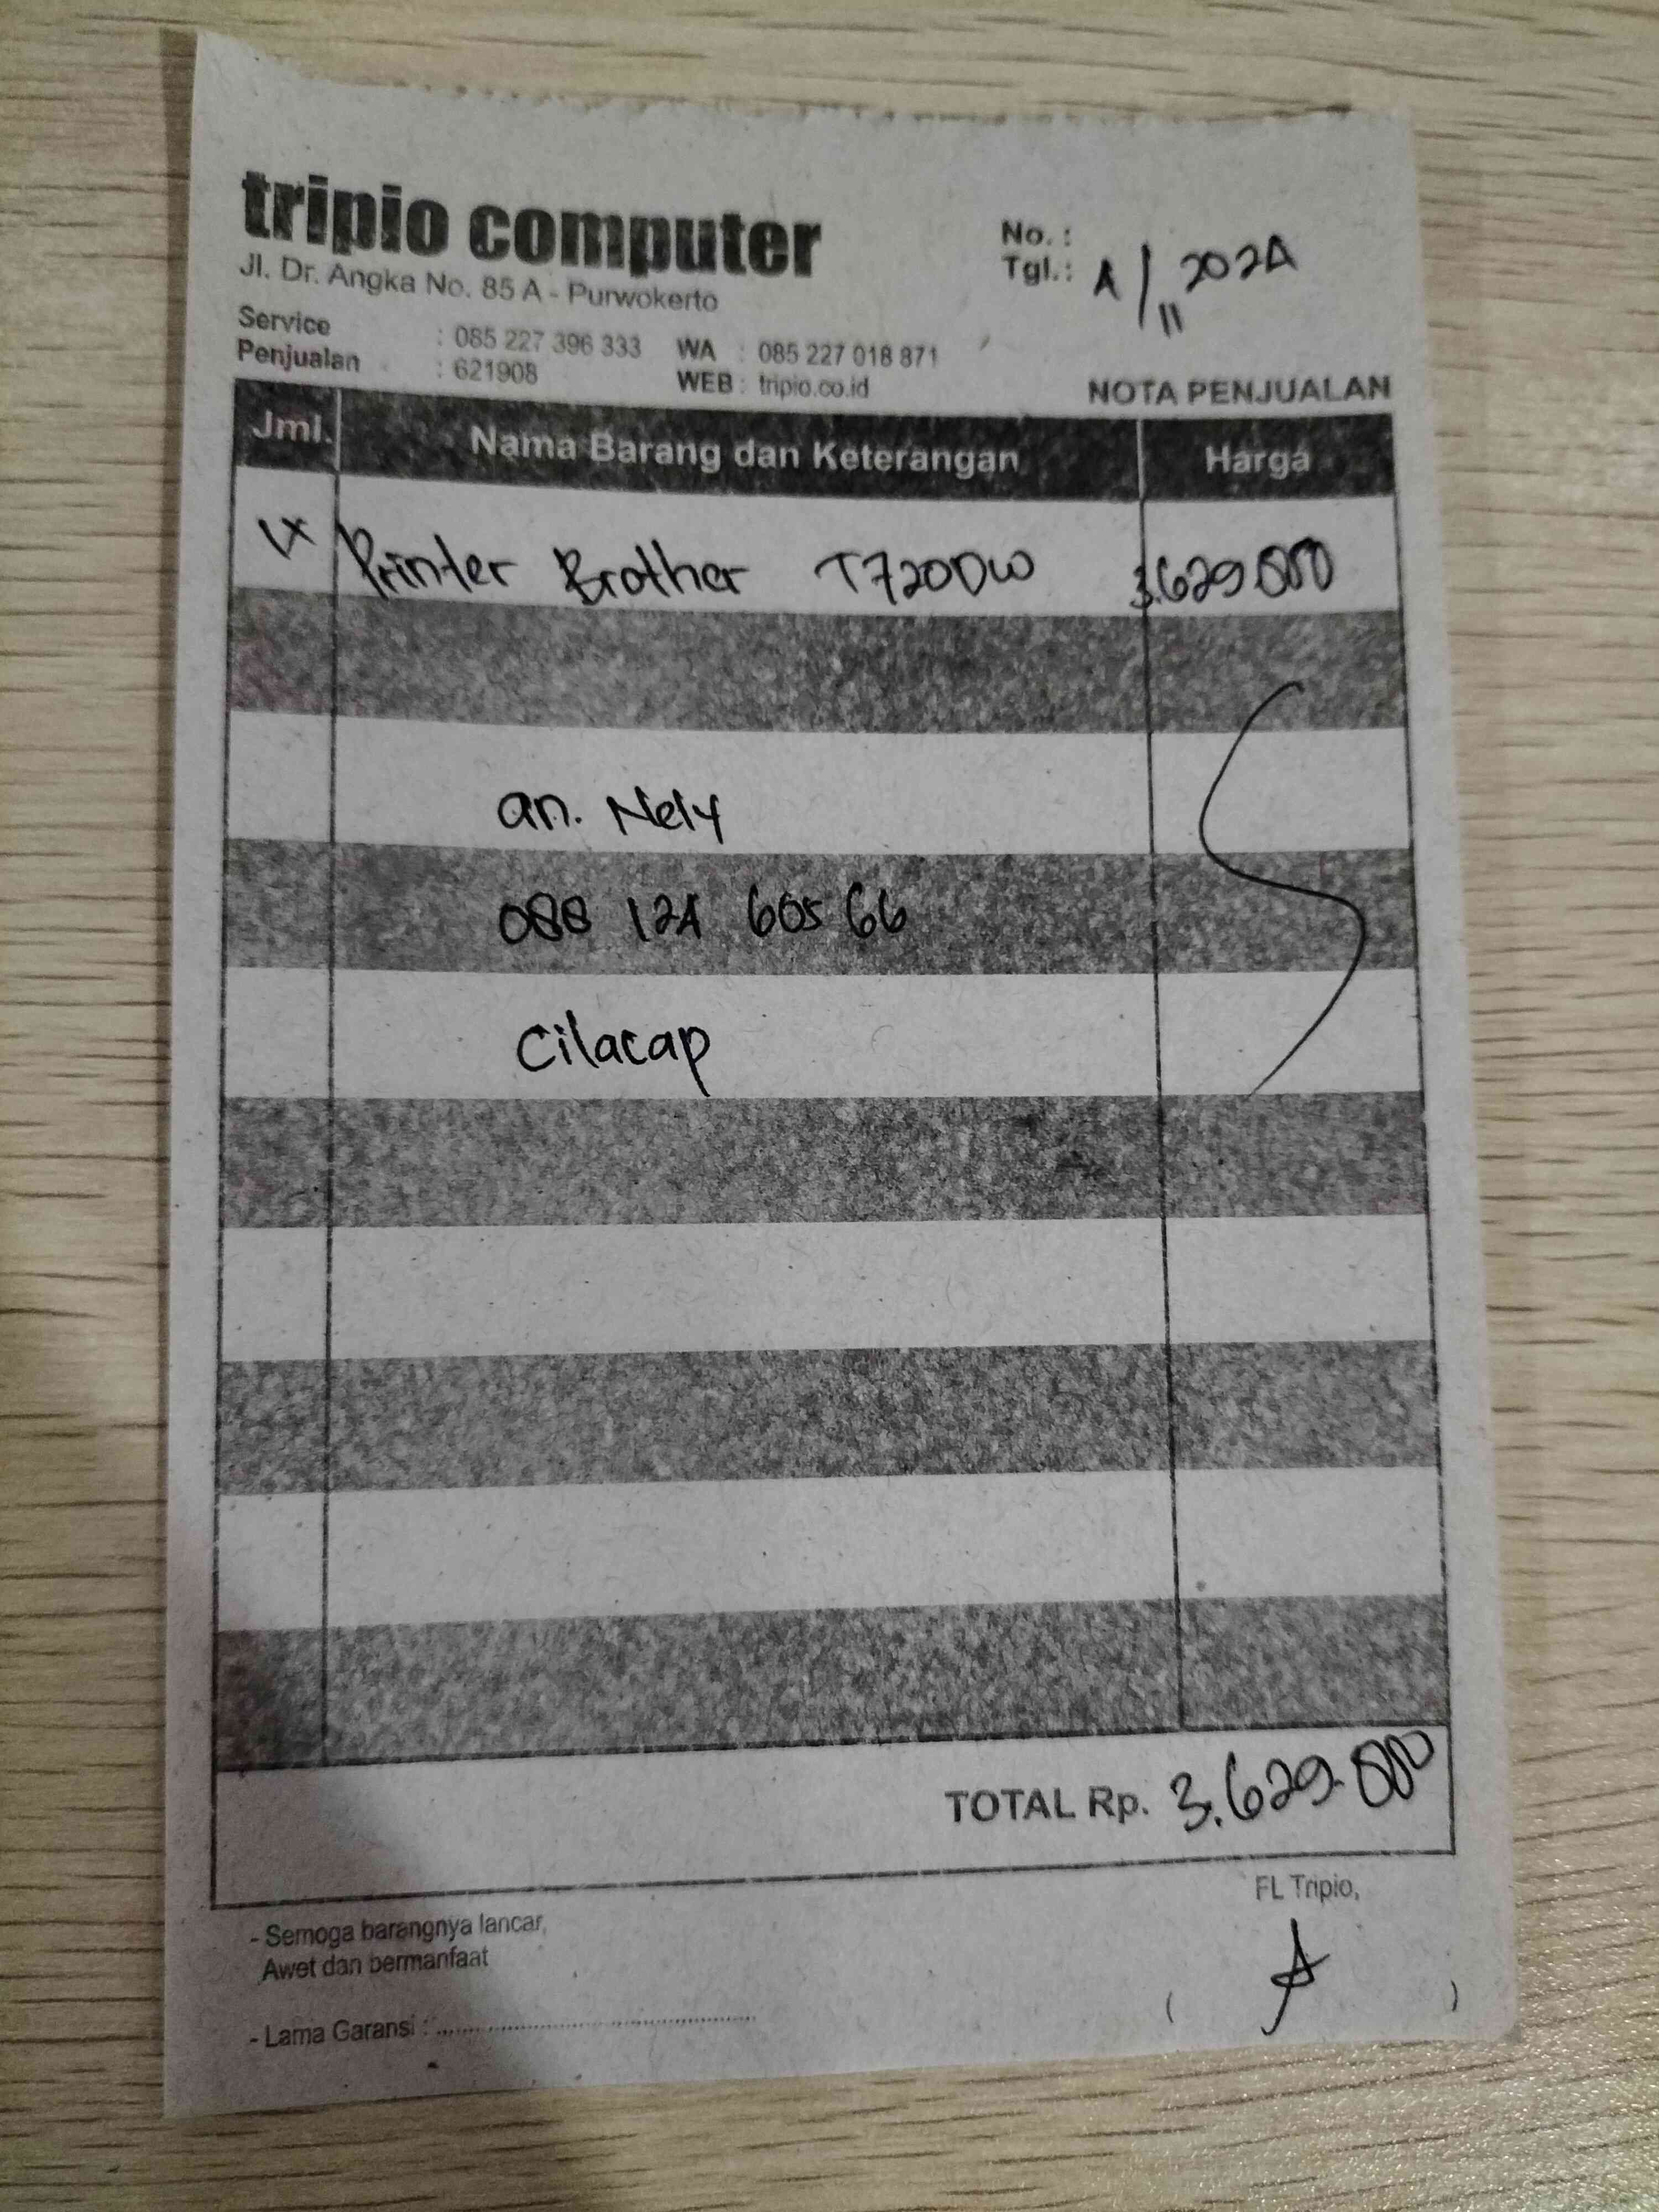 tripio computer
Jl. Dr. Angka No. 85 A - Purwokerto
Service : 085 227 396 333 WA : 085 227 018 871
Penjualan : 621908 WEB : tripio.co.id
No. :
Tgl. : 4/11 2024
NOTA PENJUALAN
Jml. Nama Barang dan Keterangan Harga
1x Printer Brother T720DW 3.629.000
an. Nely
088 124 605 66
Cilacap
TOTAL Rp. 3.629.000
FL Tripio,
- Semoga barangnya lancar,
Awet dan bermanfaat
- Lama Garansi : ....................
( )